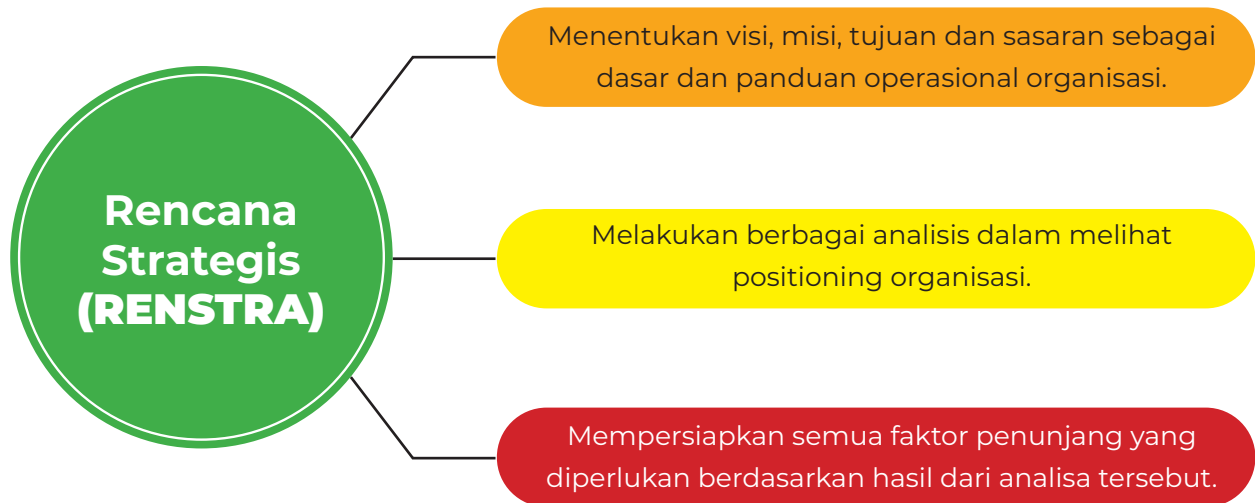 Rencana
Strategis
(RENSTRA)
Menentukan visi, misi, tujuan dan sasaran sebagai
dasar dan panduan operasional organisasi.
Melakukan berbagai analisis dalam melihat
positioning organisasi.
Mempersiapkan semua faktor penunjang yang
diperlukan berdasarkan hasil dari analisa tersebut.